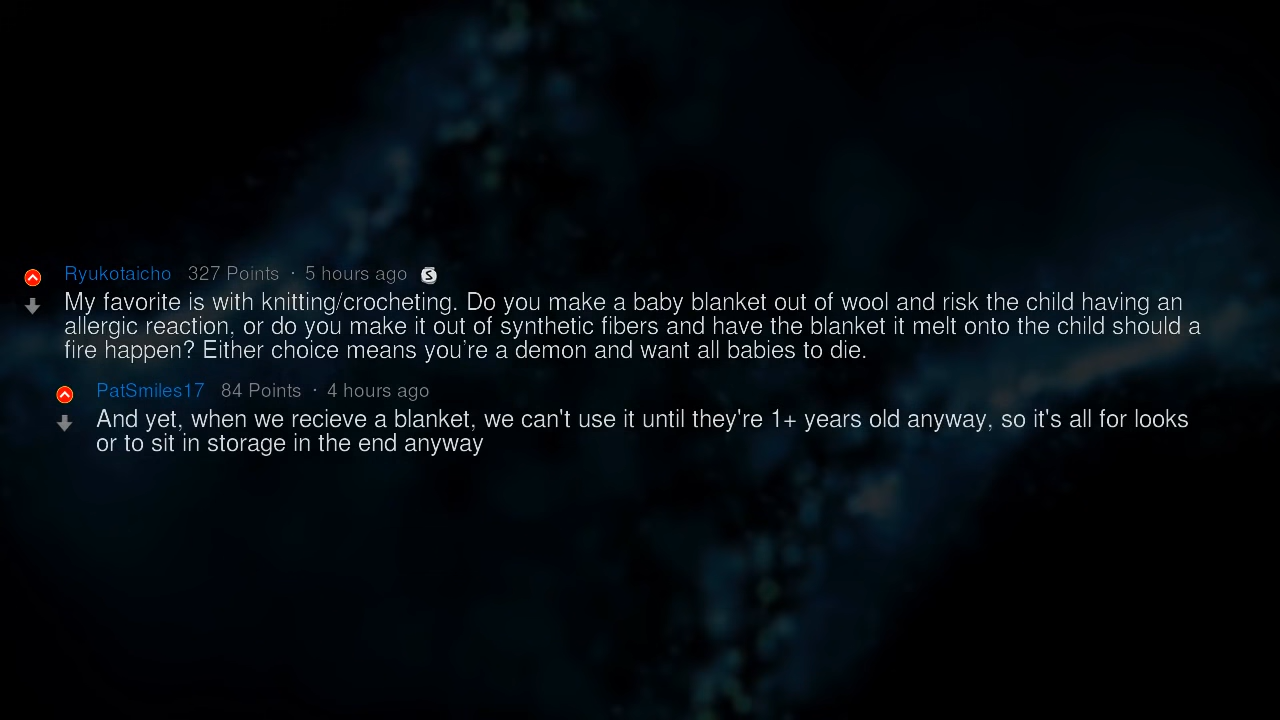 Ryukotaicho 327 Points · 5 hours ago S
My favorite is with knitting/crocheting. Do you make a baby blanket out of wool and risk the child having an
allergic reaction, or do you make it out of synthetic fibers and have the blanket it melt onto the child should a
fire happen? Either choice means you're a demon and want all babies to die.
PatSmiles17 84 Points · 4 hours ago
And yet, when we recieve a blanket, we can't use it until they're 1+ years old anyway, so it's all for looks
or to sit in storage in the end anyway